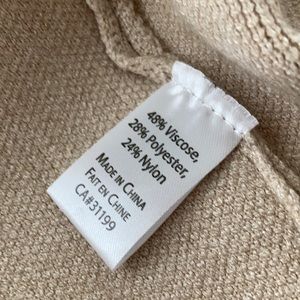 48% Viscose,
28% Polyester,
24% Nylon
Made in China
Fait en Chine
CA#31199